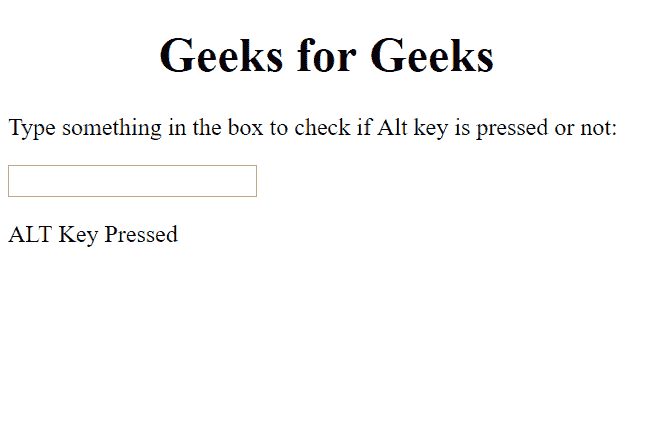 Geeks for Geeks
Type something in the box to check if Alt key is pressed or not:
ALT Key Pressed